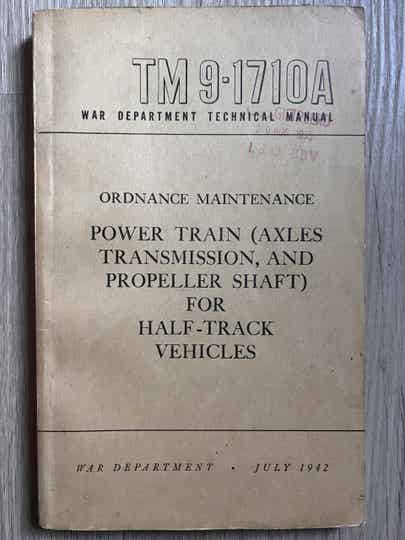 TM 9-1710A
WAR DEPARTMENT TECHNICAL MANUAL
ORDNANCE MAINTENANCE
POWER TRAIN (AXLES
TRANSMISSION, AND
PROPELLER SHAFT)
FOR
HALF-TRACK
VEHICLES
WAR DEPARTMENT • JULY 1942